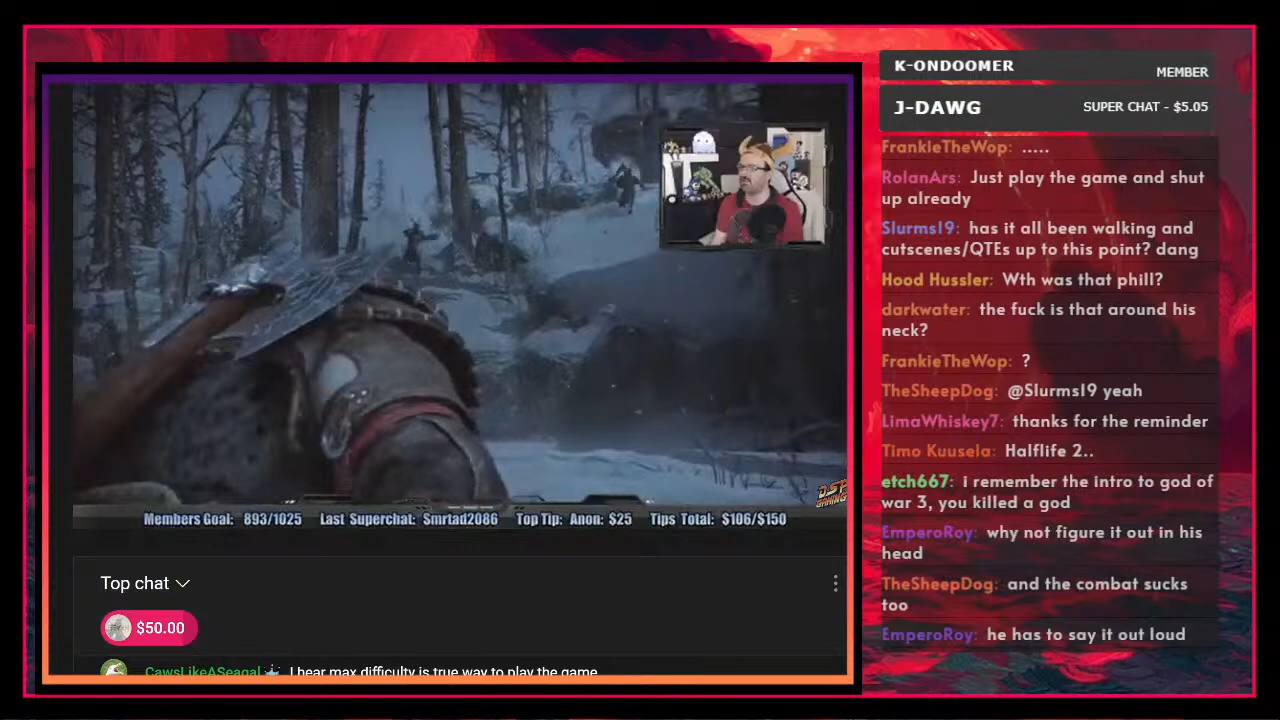 K-ONDOOMER
MEMBER
J-DAWG
SUPER CHAT - $5.05
FrankieTheWop: .....
RolanArs: Just play the game and shut
up already
Slurms19: has it all been walking and
cutscenes/QTEs up to this point? dang
Hood Hussler: Wth was that phill?
darkwater: the fuck is that around his
neck?
FrankieTheWop: ?
TheSheepDog: @Slurms19 yeah
LimaWhiskey7: thanks for the reminder
Timo Kuusela: Halflife 2..
etch667: i remember the intro to god of
war 3, you killed a god
EmperoRoy: why not figure it out in his
head
TheSheepDog: and the combat sucks
too
EmperoRoy: he has to say it out loud
DSP
GAMING
Members Goal: 893/1025 Last Superchat: Smrtad2086 Top Tip: Anon: $25 Tips Total: $106/$150
Top chat
$50.00
CawsLikeASeagal I hear max difficulty is true way to play the game